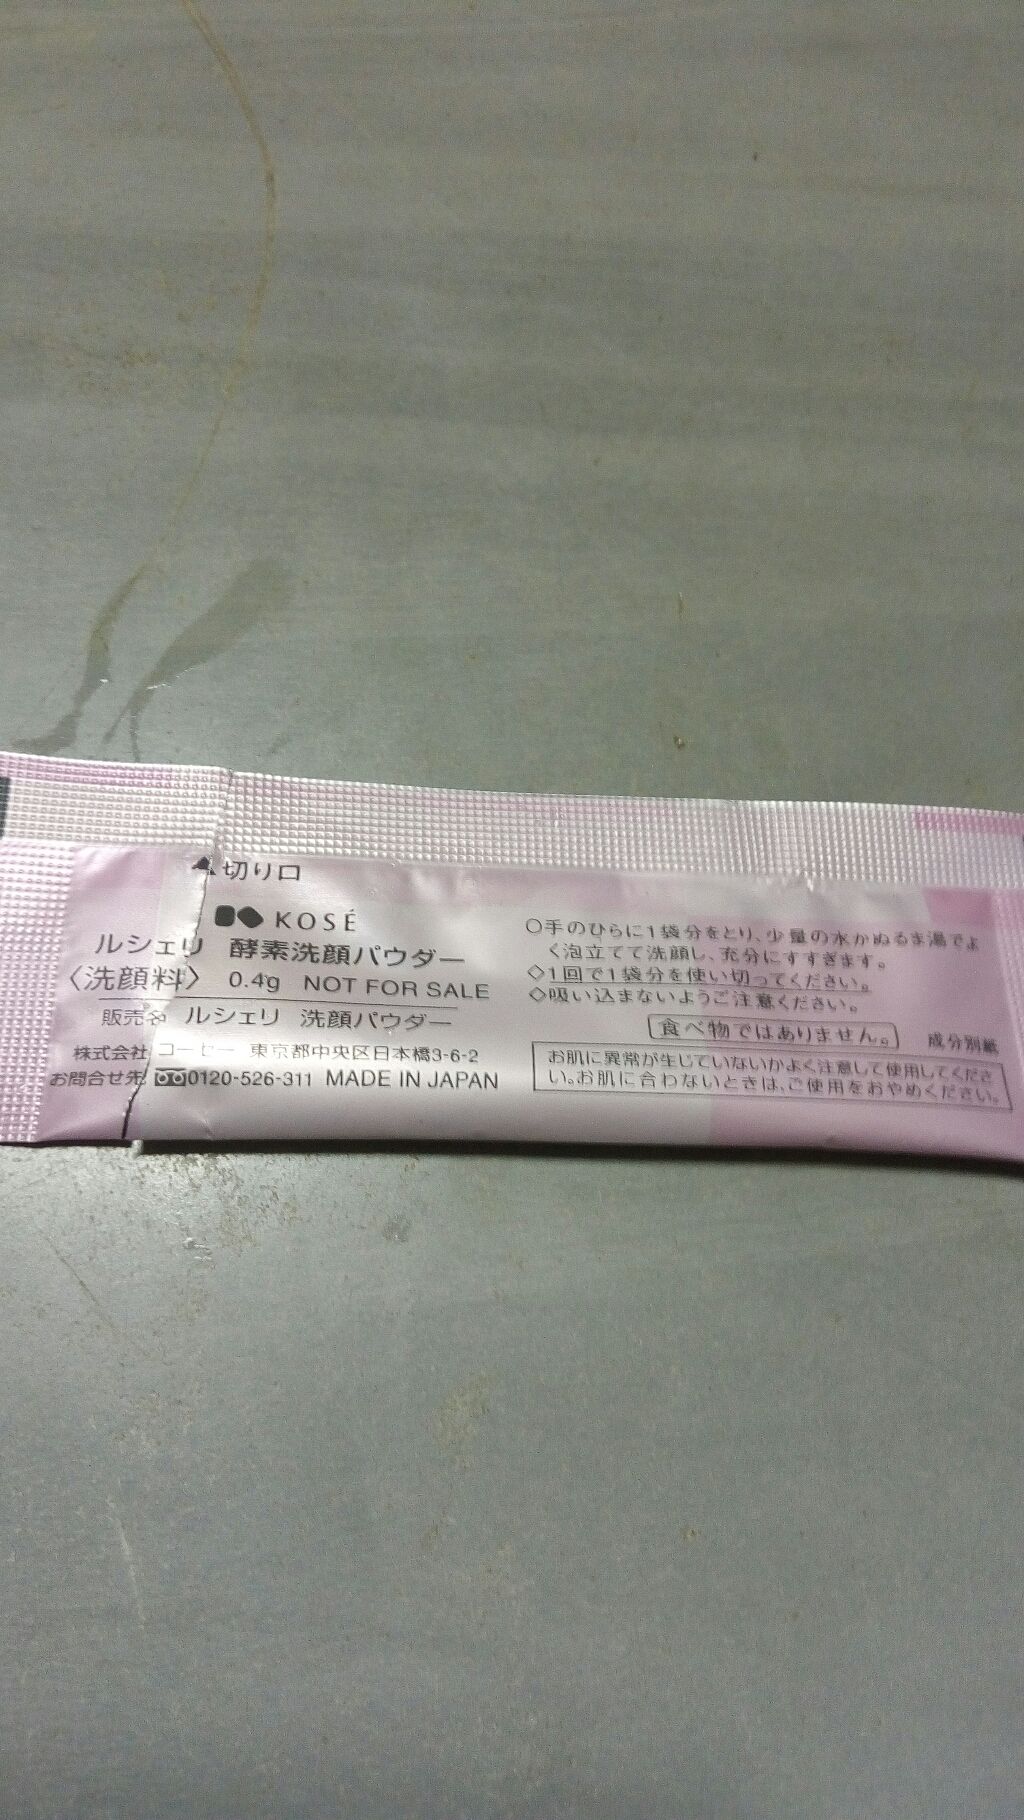 ▲切り口
KOSÉ
ルシェリ 酵素洗顔パウダー
〈洗顔料〉 0.4g NOT FOR SALE
販売名 ルシェリ 洗顔パウダー
株式会社 コーセー 東京都中央区日本橋3-6-2
お問合せ先 0120-526-311 MADE IN JAPAN
○手のひらに1袋分をとり、少量の水かぬるま湯でよ
く泡立てて洗顔し、充分にすすぎます。
◇1回で1袋分を使い切ってください。
◇吸い込まないようご注意ください。
食べ物ではありません。 成分別紙
お肌に異常が生じていないかよく注意して使用してくださ
い。お肌に合わないときは、ご使用をおやめください。